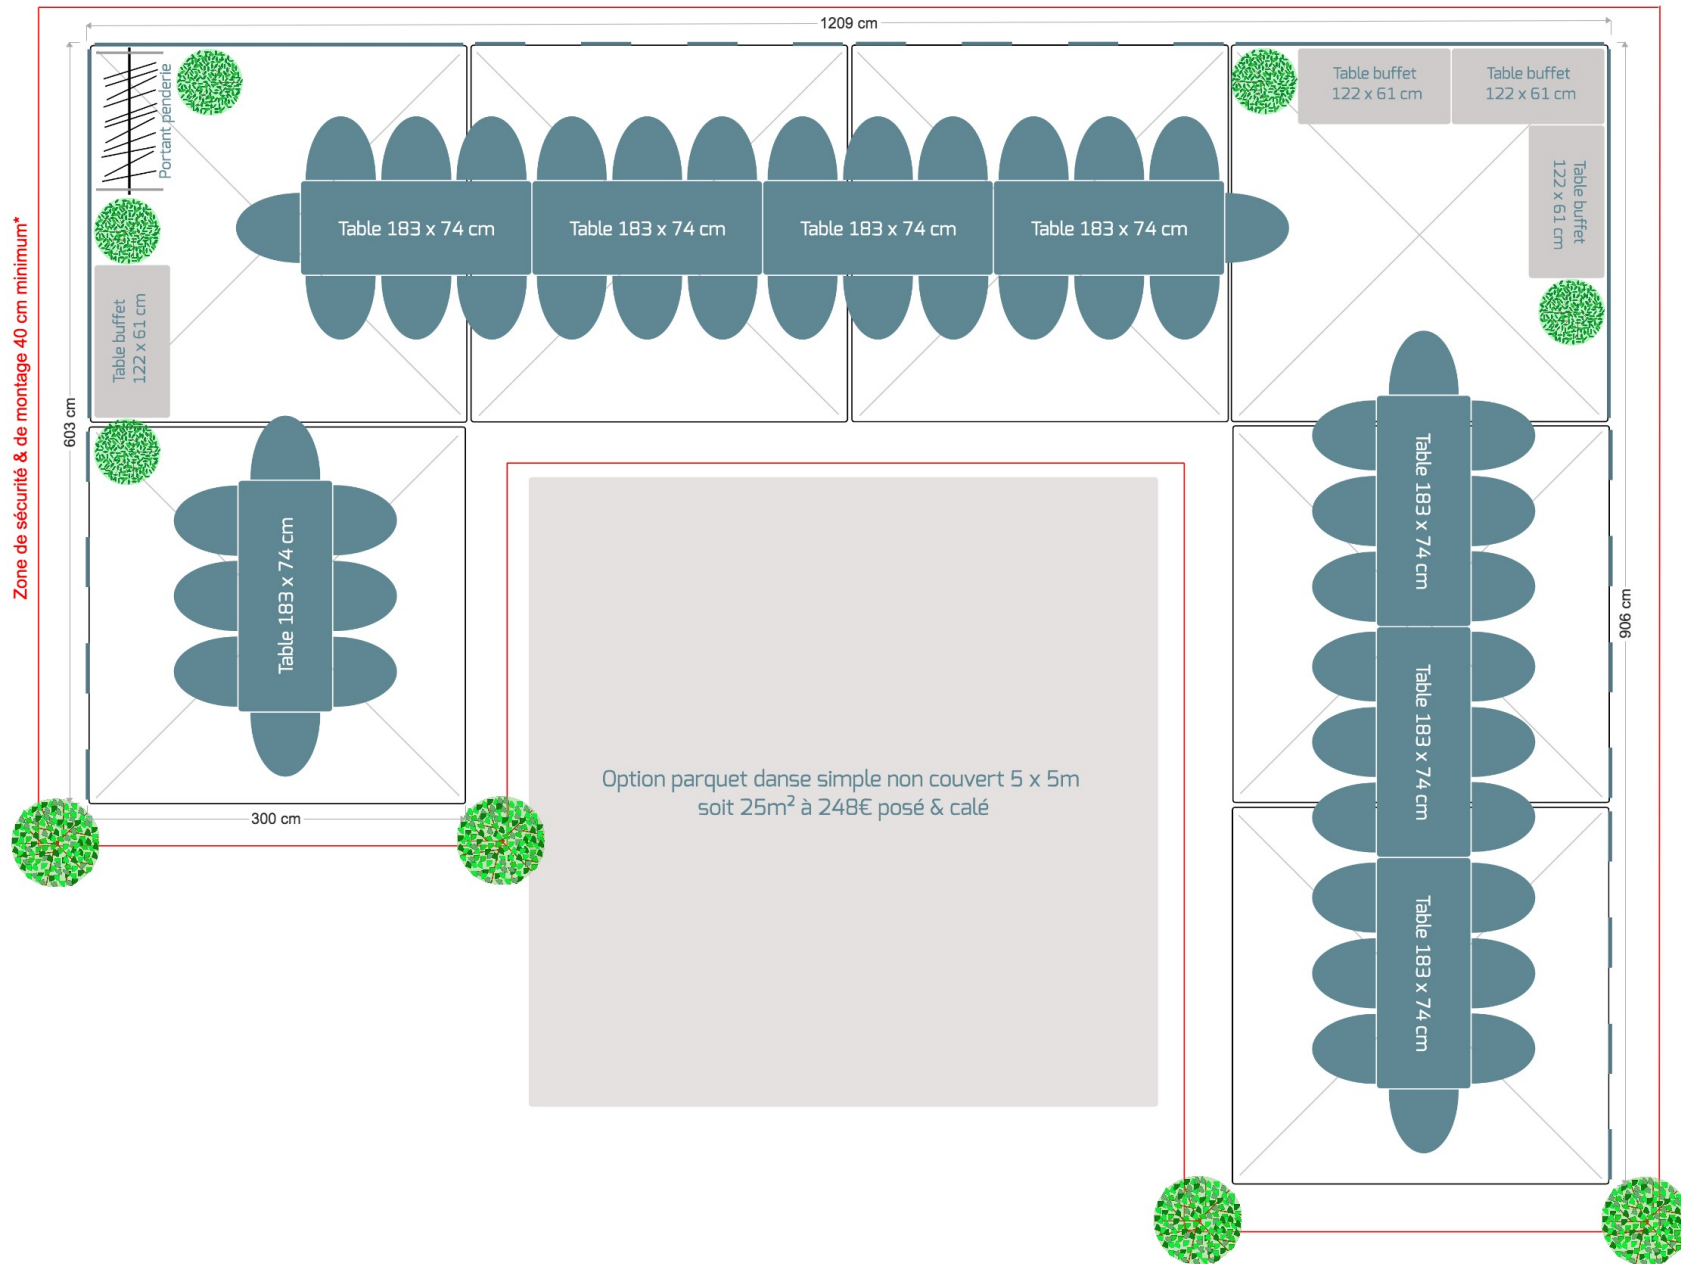 1209 cm
Portant penderie
Table buffet
122 x 61 cm
Table buffet
122 x 61 cm
Table buffet
122 x 61 cm
Table 183 x 74 cm
Table 183 x 74 cm
Table 183 x 74 cm
Table 183 x 74 cm
Zone de sécurité & de montage 40 cm minimum*
603 cm
Table buffet
122 x 61 cm
Table 183 x 74 cm
Table 183 x 74 cm
906 cm
Table 183 x 74 cm
Option parquet danse simple non couvert 5 x 5m
soit 25m² à 248€ posé & calé
300 cm
Table 183 x 74 cm